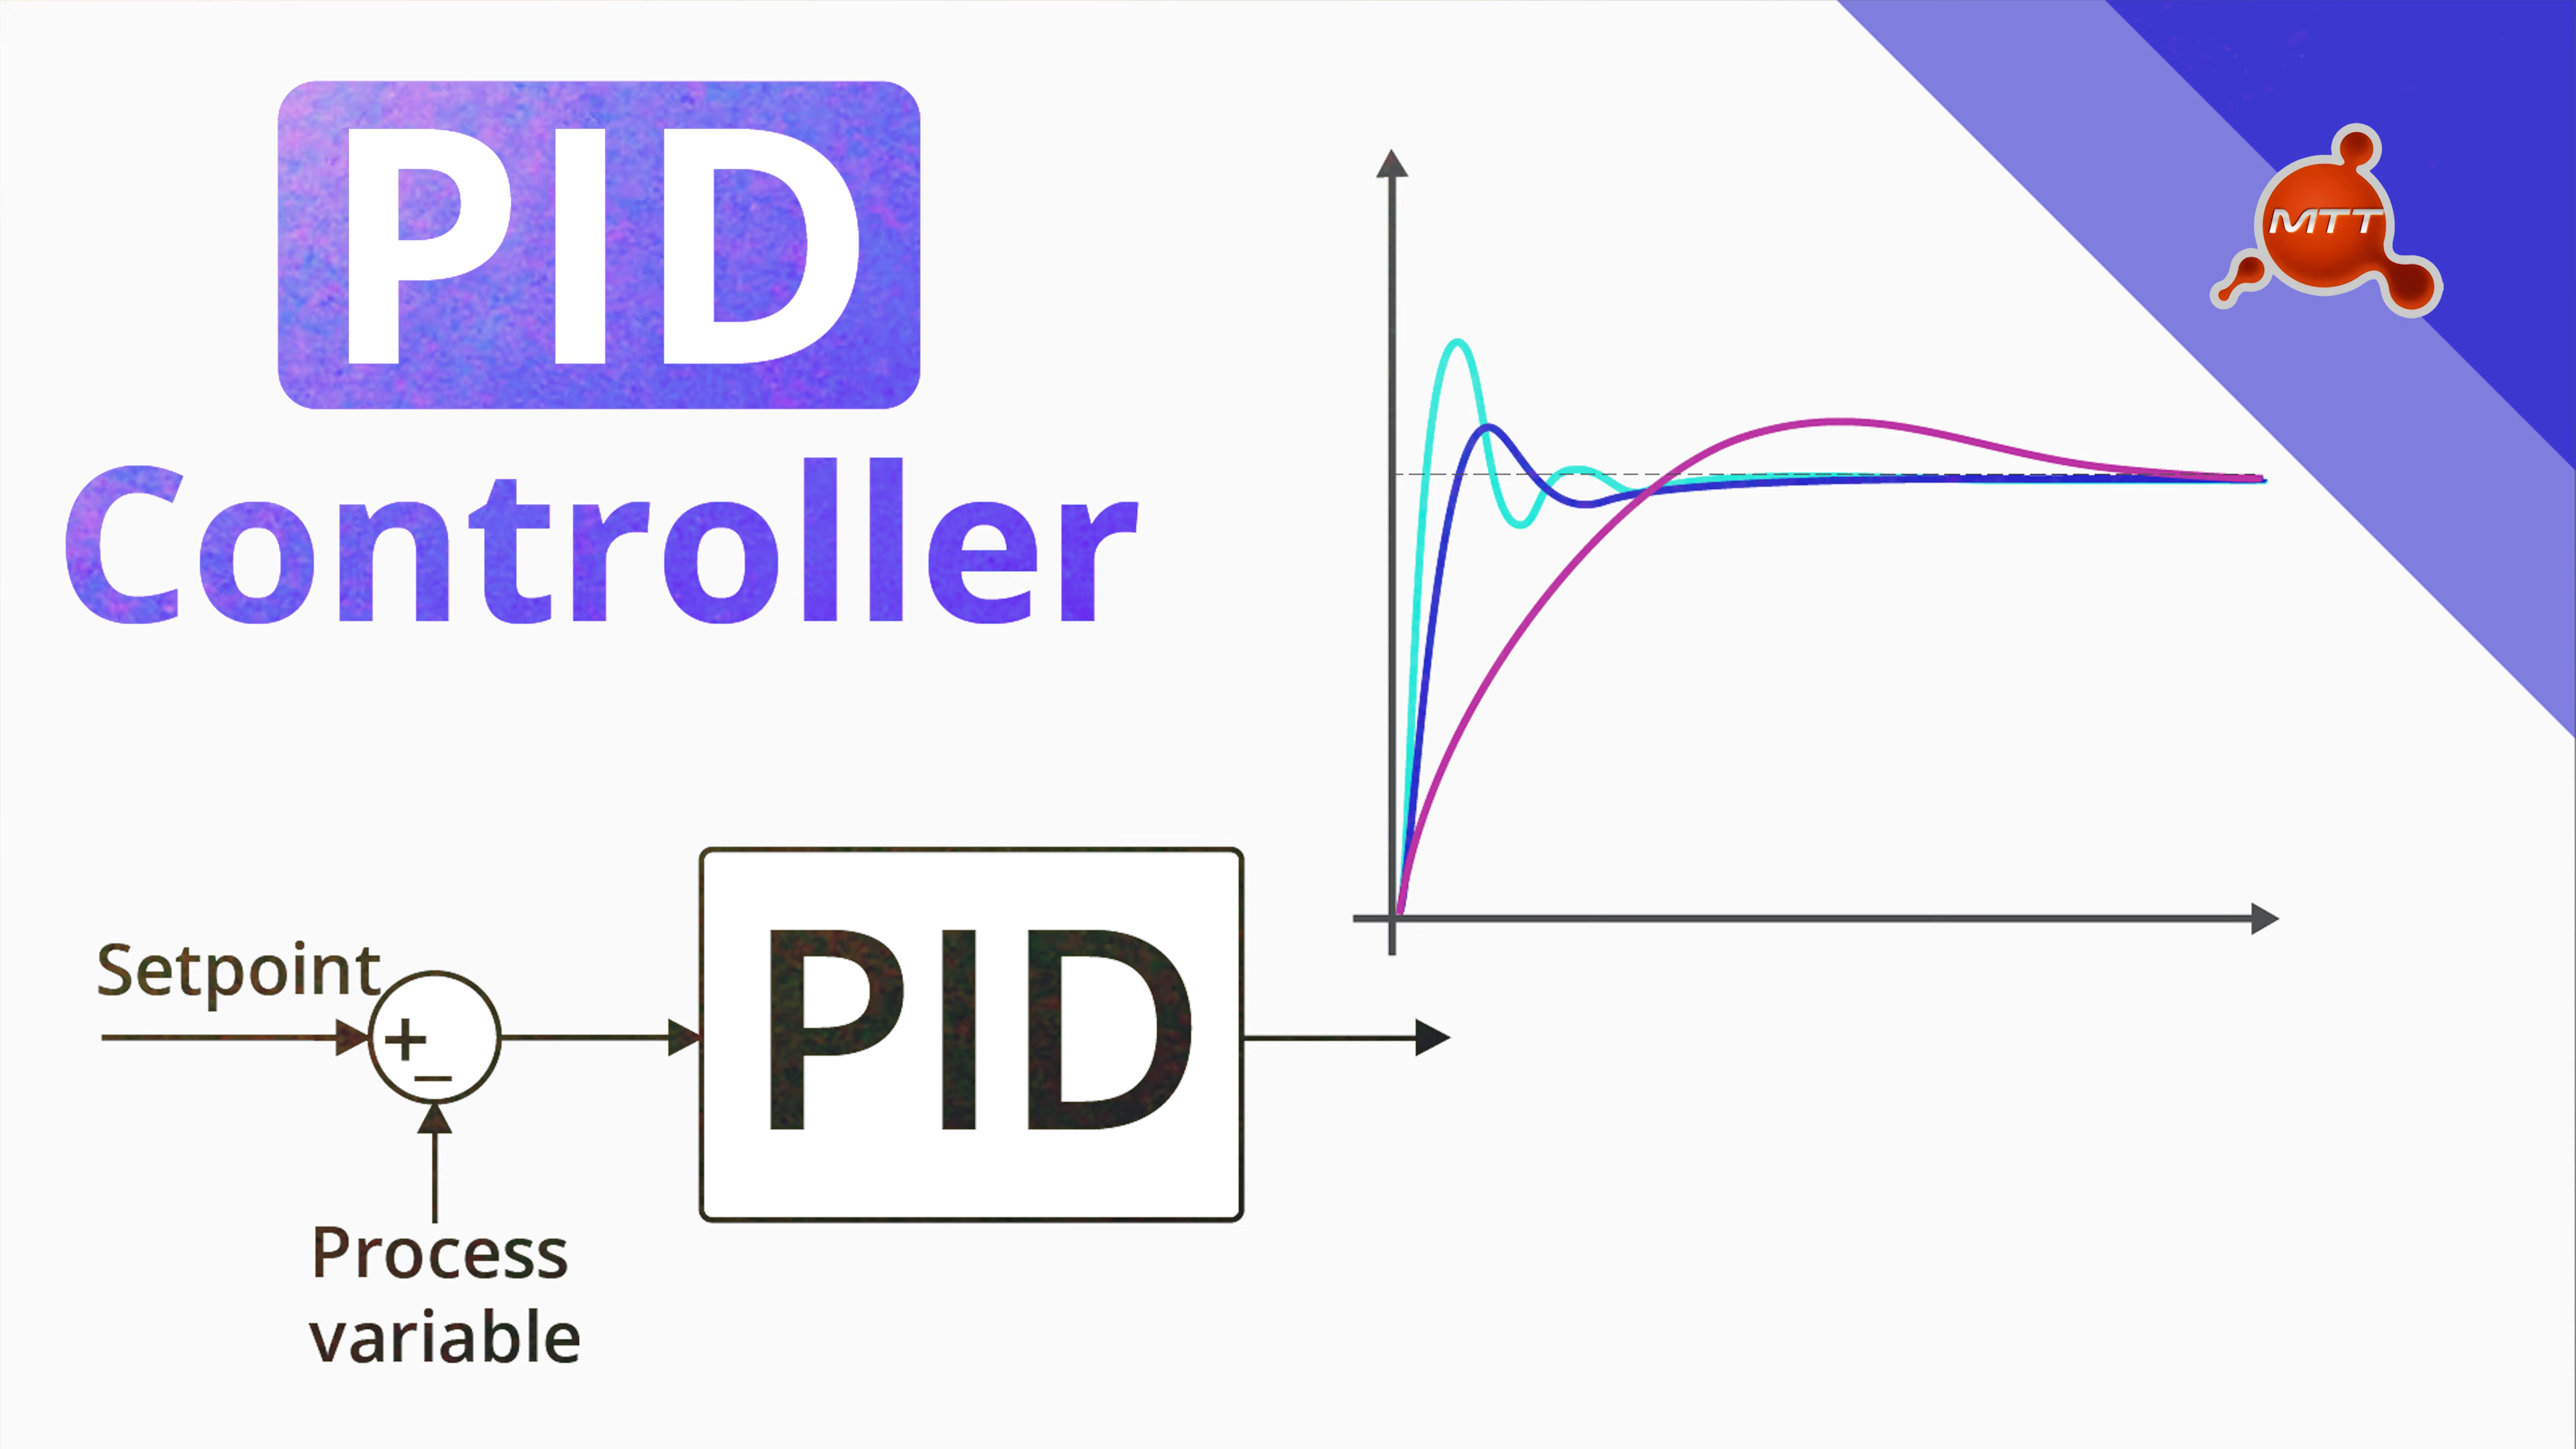 PID
Controller
MTT
Setpoint
+
−
PID
Process
variable